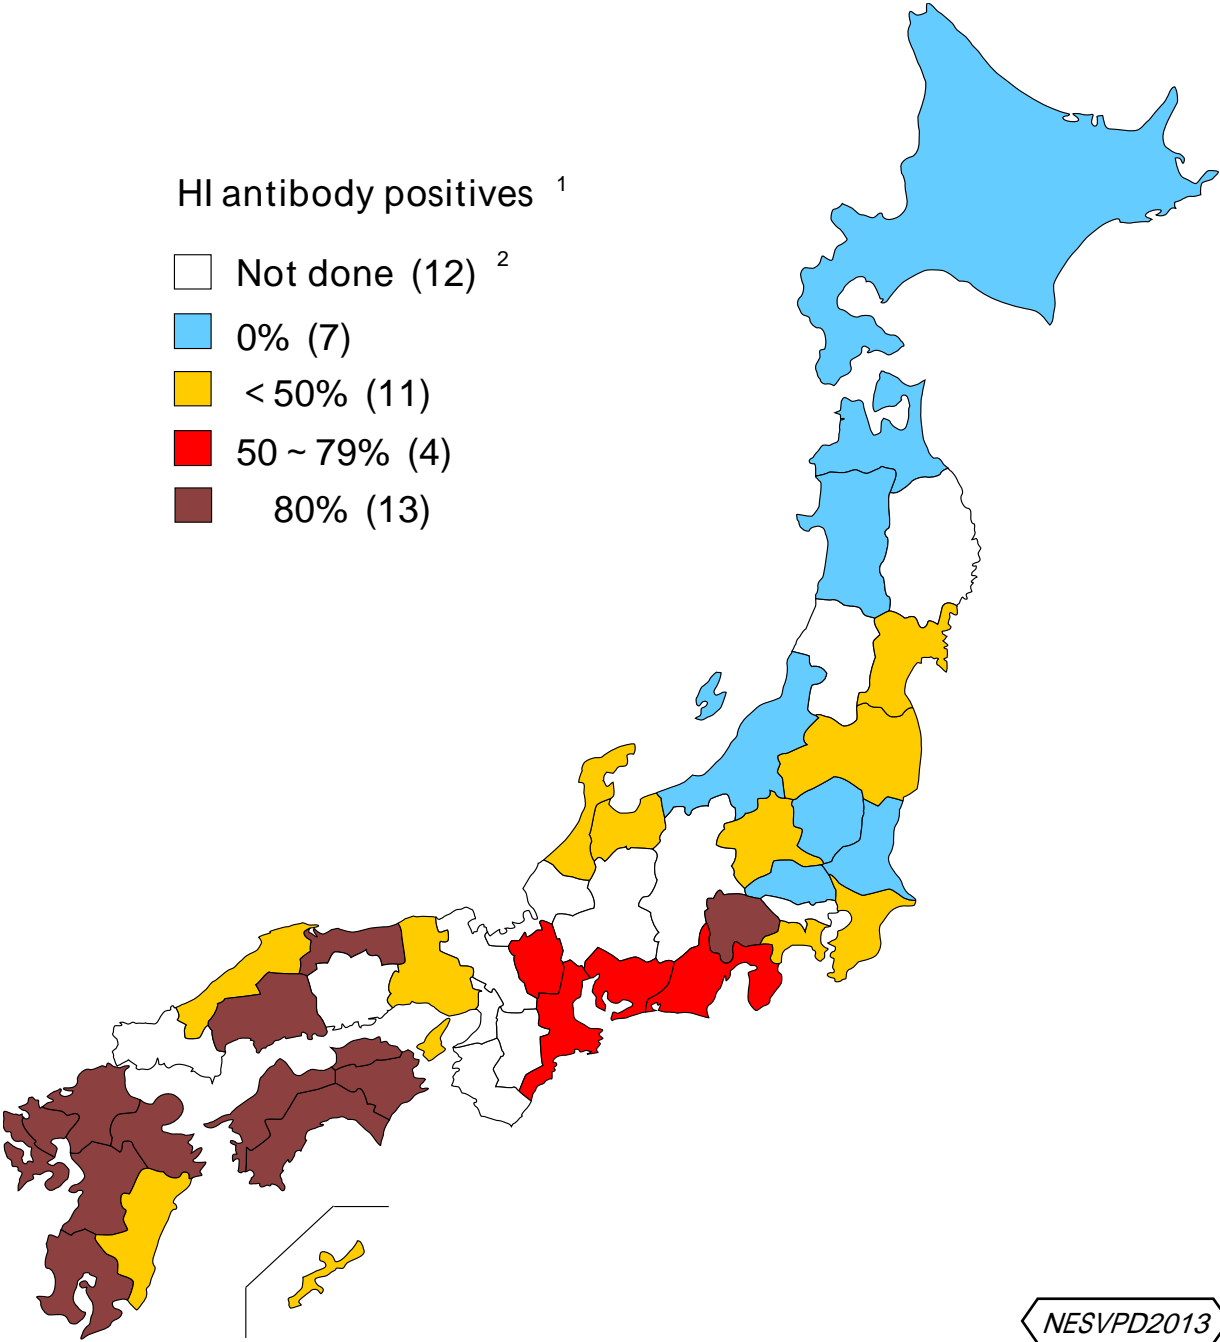 HI antibody positives 1
Not done (12) 2
0% (7)
< 50% (11)
50 ~ 79% (4)
80% (13)
NESVPD2013